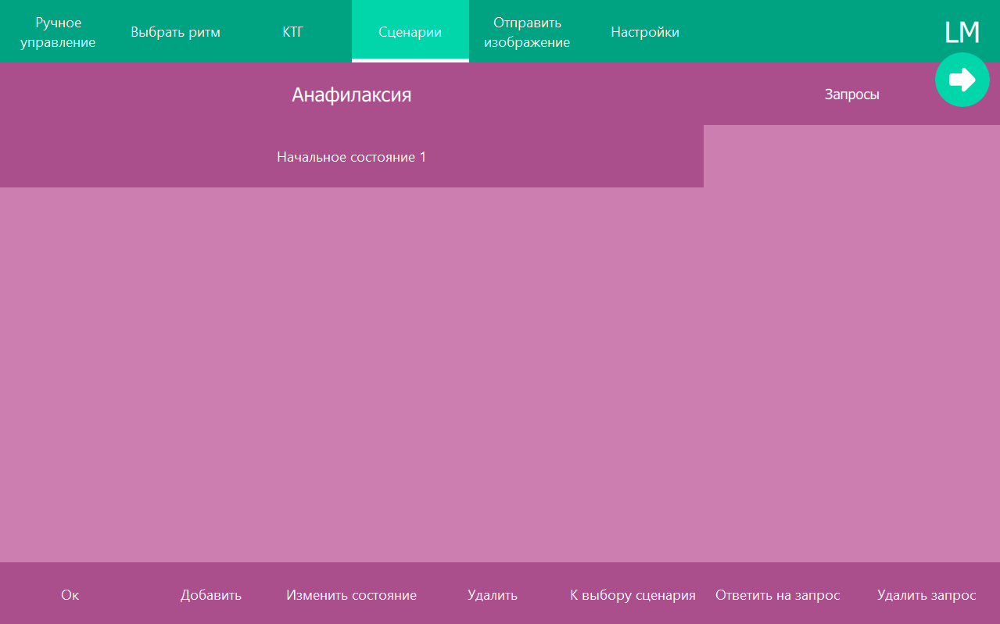 Ручное
управление
Выбрать ритм
КТГ
Сценарии
Отправить
изображение
Настройки
LM
Анафилаксия
Запросы
Начальное состояние 1
Ок
Добавить
Изменить состояние
Удалить
К выбору сценария
Ответить на запрос
Удалить запрос